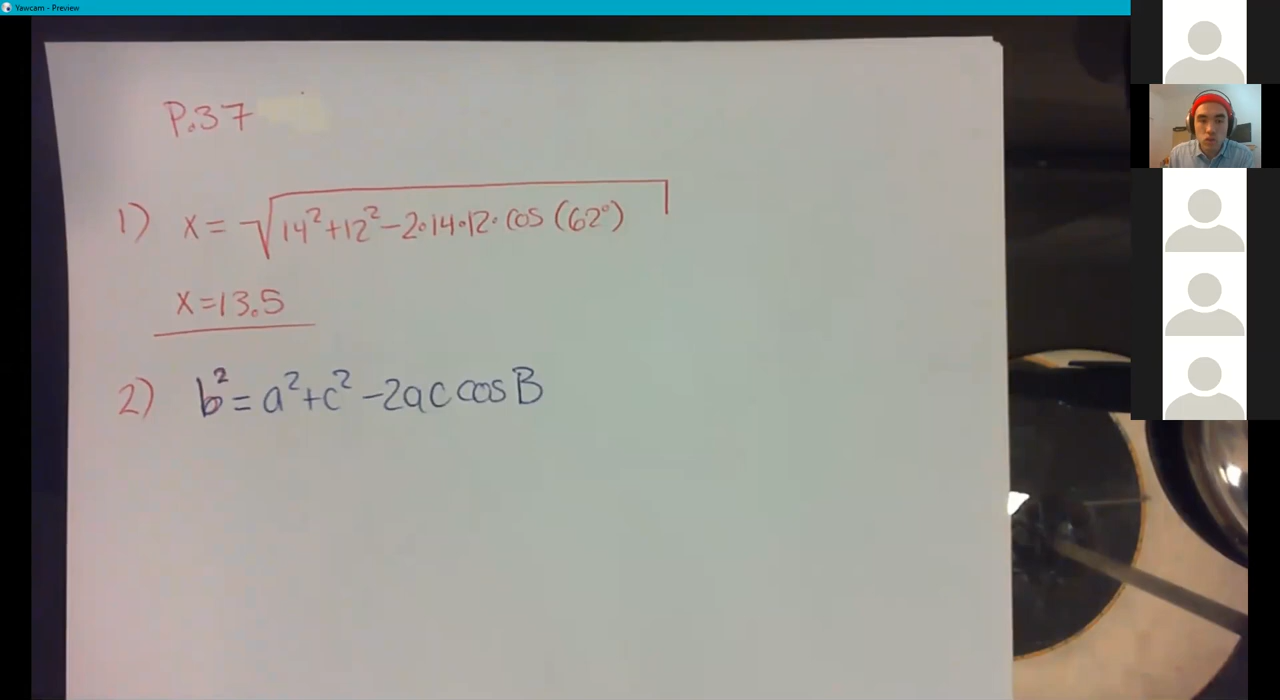 Yawcam - Preview
P.37
1) x = √14²+12²-2·14·12·cos (62°)
x=13.5
2) b² = a²+c² -2ac cos B